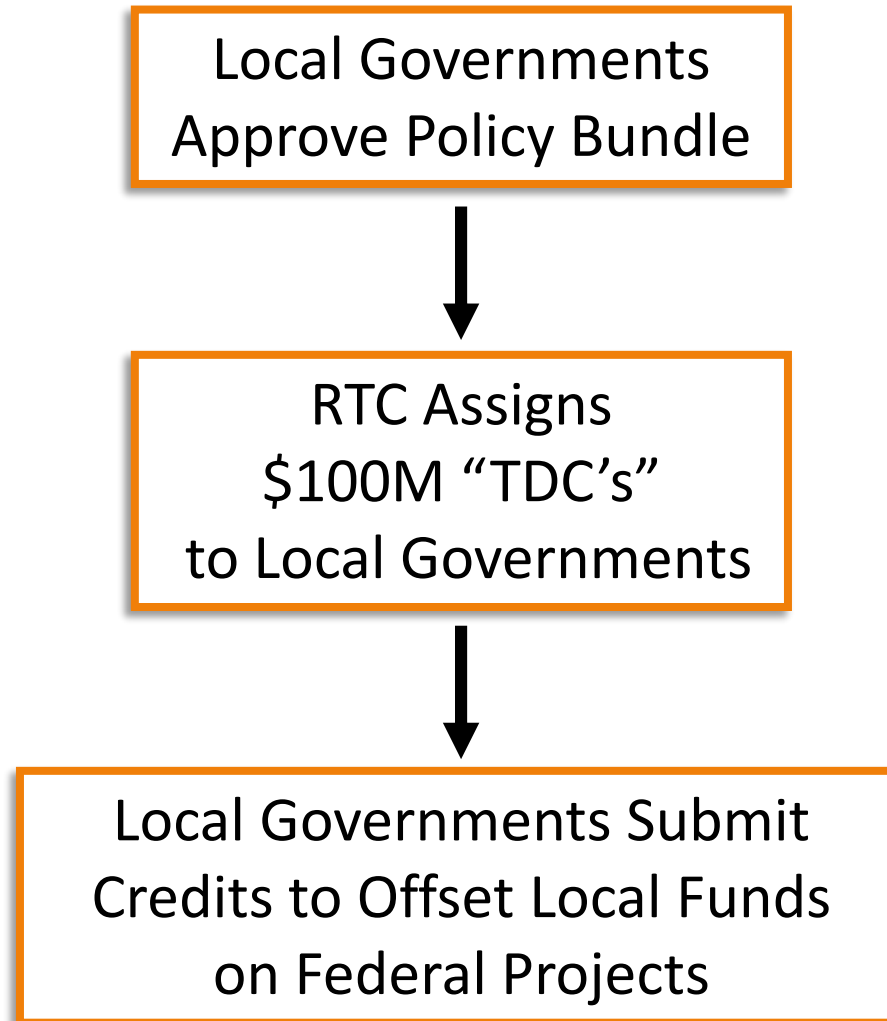 Local Governments
Approve Policy Bundle
RTC Assigns
$100M “TDC’s”
to Local Governments
Local Governments Submit
Credits to Offset Local Funds
on Federal Projects